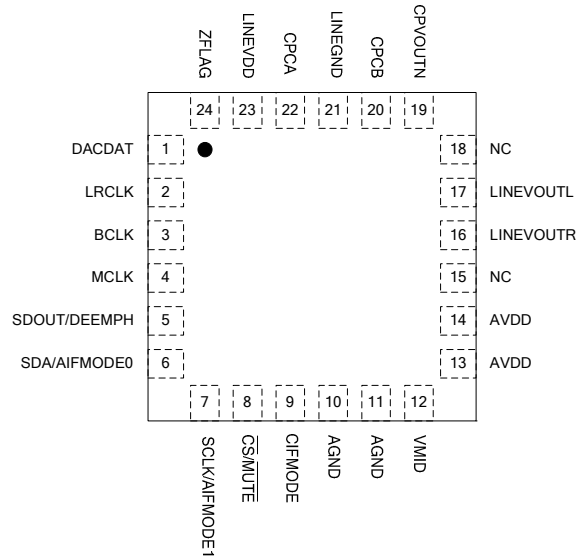 ZFLAG
LINEVDD
CPCA
LINEGND
CPCB
CPVOUTN
24
23
22
21
20
19
DACDAT
1
18
NC
LRCLK
2
17
LINEVOUTL
BCLK
3
16
LINEVOUTR
MCLK
4
15
NC
SDOUT/DEEMPH
5
14
AVDD
SDA/AIFMODE0
6
13
AVDD
7
8
9
10
11
12
SCLK/AIFMODE1
CS/MUTE
CIFMODE
AGND
AGND
VMID